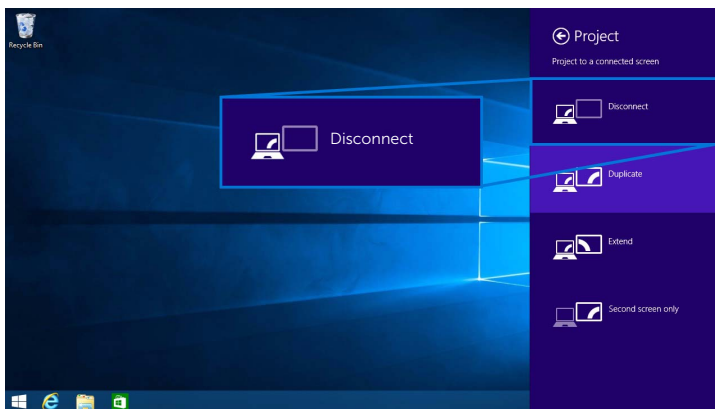 Recycle Bin
Project
Project to a connected screen
Disconnect
Disconnect
Duplicate
Extend
Second screen only